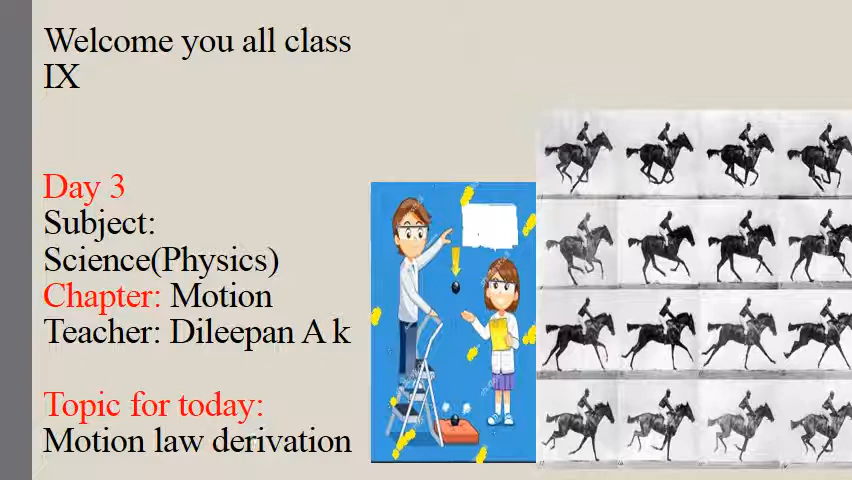 Welcome you all class
IX
Day 3
Subject:
Science(Physics)
Chapter: Motion
Teacher: Dileepan A k
Topic for today:
Motion law derivation